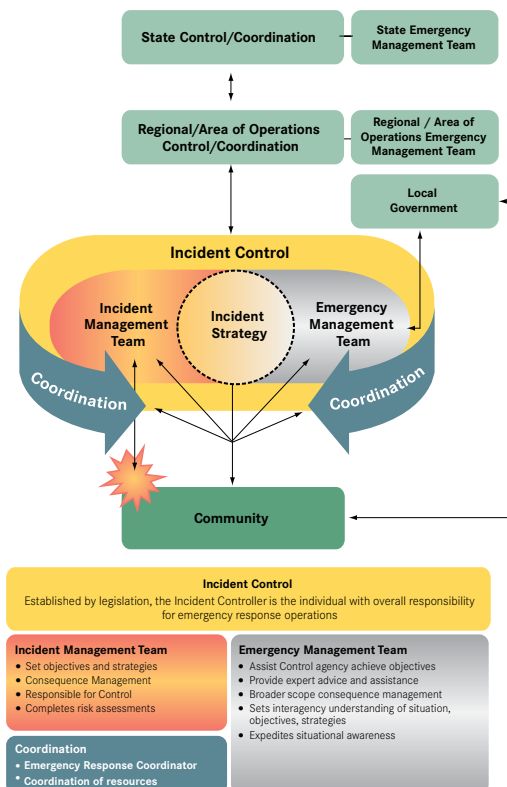 State Control/Coordination
State Emergency
Management Team
Regional/Area of Operations
Control/Coordination
Regional / Area of
Operations Emergency
Management Team
Local
Government
Incident Control
Incident
Management
Team
Incident
Strategy
Emergency
Management
Team
Coordination
Coordination
Community
Incident Control
Established by legislation, the Incident Controller is the individual with overall responsibility
for emergency response operations
Incident Management Team
• Set objectives and strategies
• Consequence Management
• Responsible for Control
• Completes risk assessments
Emergency Management Team
• Assist Control agency achieve objectives
• Provide expert advice and assistance
• Broader scope consequence management
• Sets interagency understanding of situation,
objectives, strategies
• Expedites situational awareness
Coordination
• Emergency Response Coordinator
• Coordination of resources